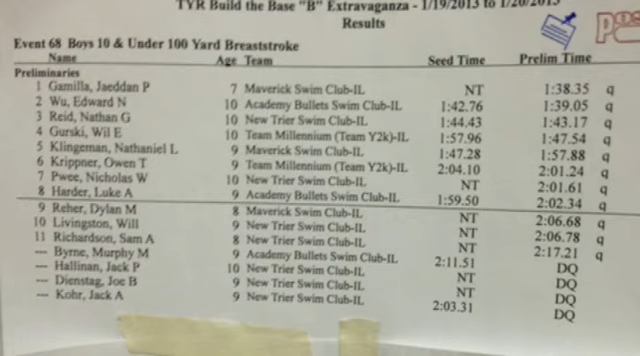 TYR Build the Base "B" Extravaganza - 1/19/2013 to 1/20/2013
Results
Event 68 Boys 10 & Under 100 Yard Breaststroke
Name Age Team Seed Time Prelim Time
Preliminaries
1 Gamilla, Jaeddan P 7 Maverick Swim Club-IL NT 1:38.35 q
2 Wu, Edward N 10 Academy Bullets Swim Club-IL 1:42.76 1:39.05 q
3 Reid, Nathan G 10 New Trier Swim Club-IL 1:44.43 1:43.17 q
4 Gurski, Wil E 10 Team Millennium (Team Y2k)-IL 1:57.96 1:47.54 q
5 Klingeman, Nathaniel L 9 Maverick Swim Club-IL 1:47.28 1:57.88 q
6 Krippner, Owen T 9 Team Millennium (Team Y2k)-IL 2:04.10 2:01.24 q
7 Pwee, Nicholas W 10 New Trier Swim Club-IL NT 2:01.61 q
8 Harder, Luke A 9 Academy Bullets Swim Club-IL 1:59.50 2:02.34 q
9 Reher, Dylan M 8 Maverick Swim Club-IL NT 2:06.68 q
10 Livingston, Will 9 New Trier Swim Club-IL NT 2:06.78 q
11 Richardson, Sam A 8 New Trier Swim Club-IL NT 2:17.21 q
--- Byrne, Murphy M 9 Academy Bullets Swim Club-IL 2:11.51 DQ
--- Hallinan, Jack P 10 New Trier Swim Club-IL NT DQ
--- Dienstag, Joe B 9 New Trier Swim Club-IL NT DQ
--- Kohr, Jack A 9 New Trier Swim Club-IL 2:03.31 DQ